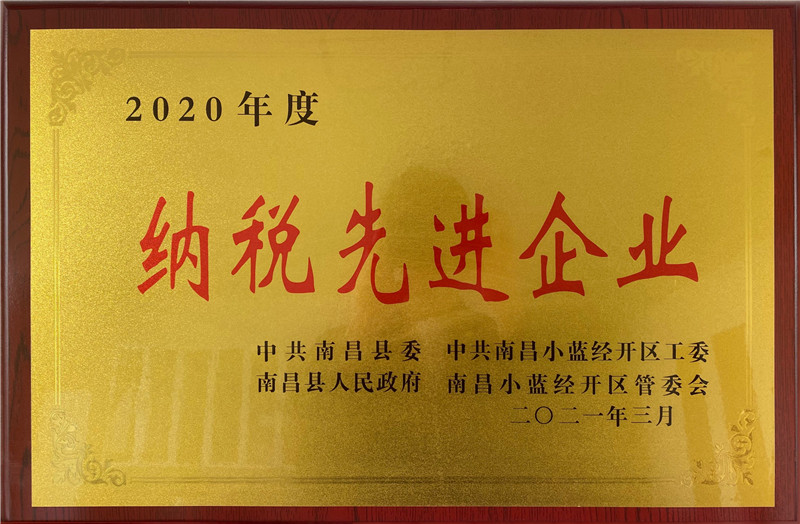 2020年度
纳税先进企业
中共南昌县委 中共南昌小蓝经开区工委
南昌县人民政府 南昌小蓝经开区管委会
二〇二一年三月